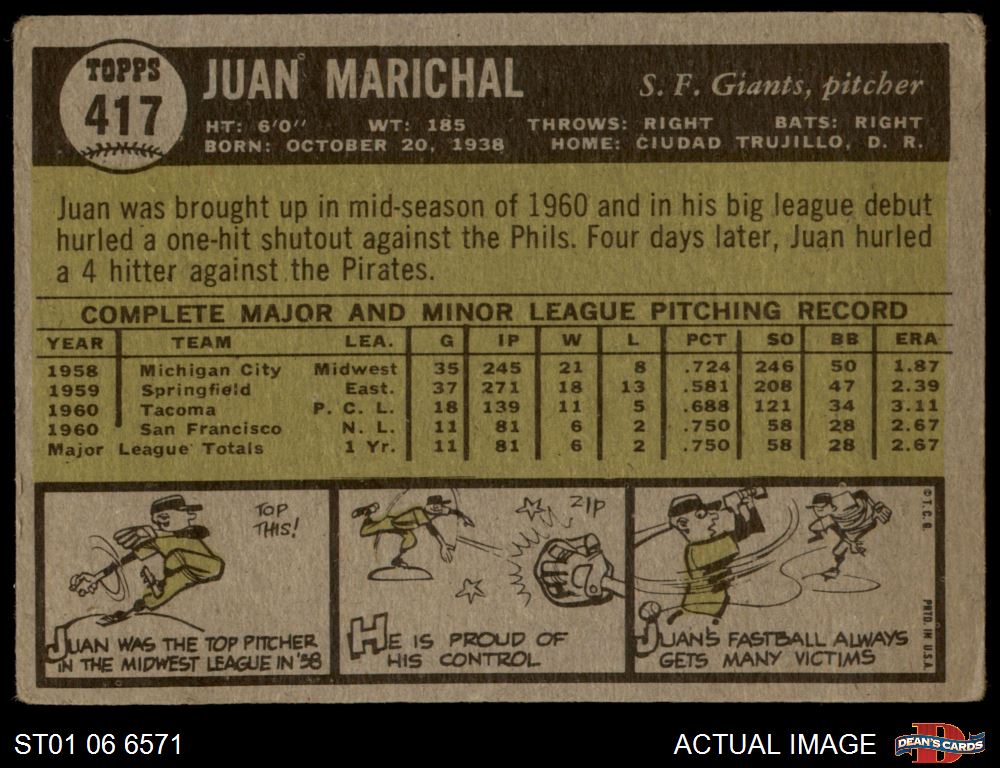 TOPPS
417
JUAN MARICHAL
S. F. Giants, pitcher
HT: 6'0" WT: 185 THROWS: RIGHT BATS: RIGHT
BORN: OCTOBER 20, 1938 HOME: CIUDAD TRUJILLO, D. R.
Juan was brought up in mid-season of 1960 and in his big league debut
hurled a one-hit shutout against the Phils. Four days later, Juan hurled
a 4 hitter against the Pirates.
COMPLETE MAJOR AND MINOR LEAGUE PITCHING RECORD
YEAR TEAM LEA. G IP W L PCT SO BB ERA
1958 Michigan City Midwest 35 245 21 8 .724 246 50 1.87
1959 Springfield East. 37 271 18 13 .581 208 47 2.39
1960 Tacoma P. C. L. 18 139 11 5 .688 121 34 3.11
1960 San Francisco N. L. 11 81 6 2 .750 58 28 2.67
Major League Totals 1 Yr. 11 81 6 2 .750 58 28 2.67
TOP
THIS!
JUAN WAS THE TOP PITCHER
IN THE MIDWEST LEAGUE IN '58
ZIP
HE IS PROUD OF
HIS CONTROL
JUAN'S FASTBALL ALWAYS
GETS MANY VICTIMS
© T. C. G.
PRTD. IN U.S.A.
ST01 06 6571
ACTUAL IMAGE
D
DEAN'S CARDS